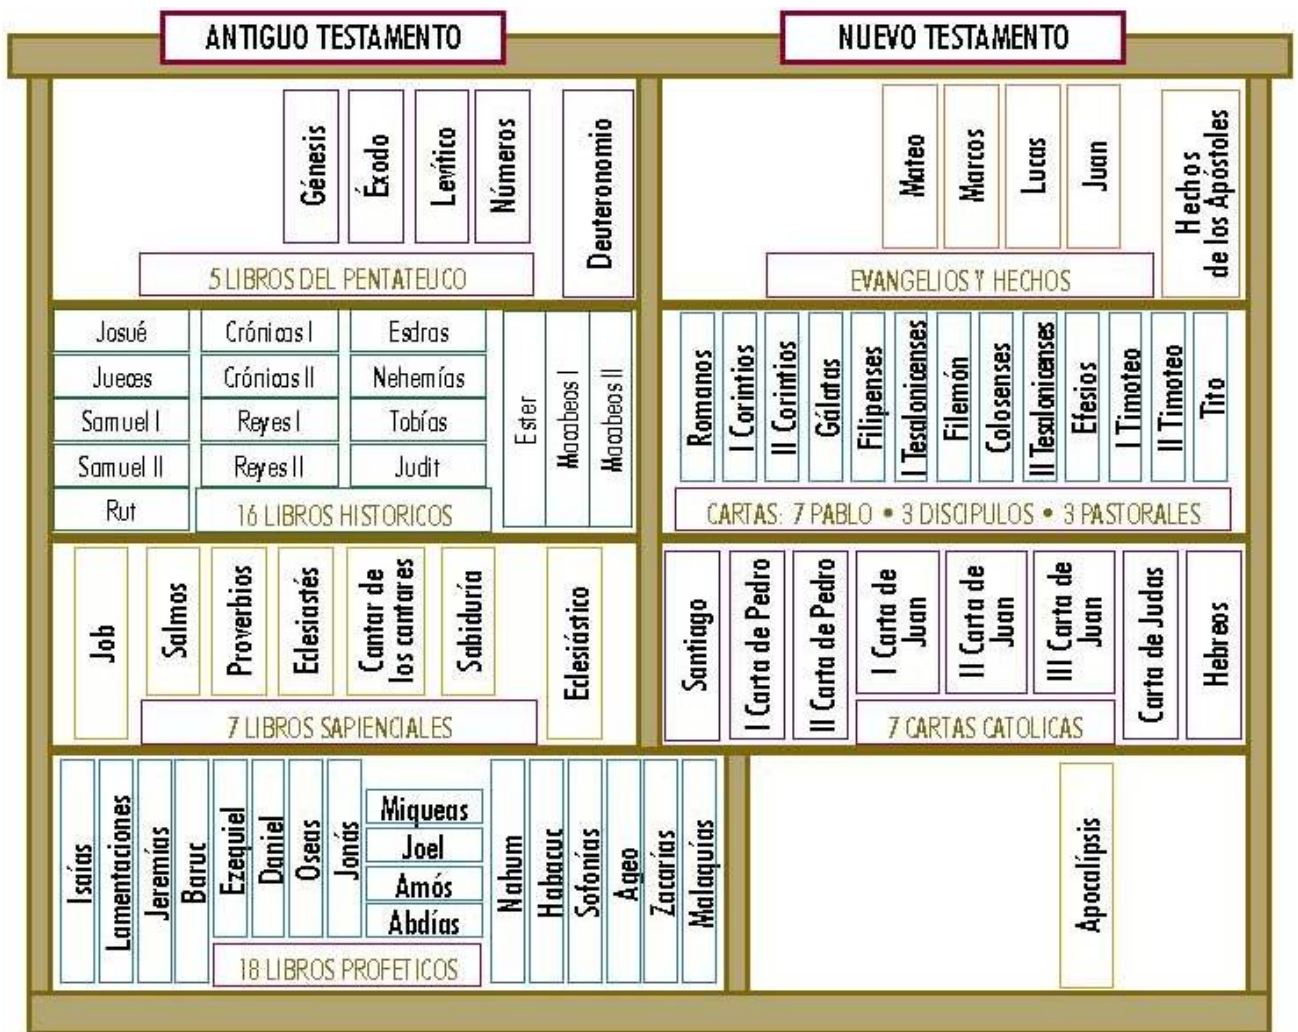 ANTIGUO TESTAMENTO
NUEVO TESTAMENTO
Génesis
Éxodo
Levítico
Números
Deuteronomio
5 LIBROS DEL PENTATEUCO
Mateo
Marcos
Lucas
Juan
Hechos
de los Apóstoles
EVANGELIOS Y HECHOS
Josué
Jueces
Samuel I
Samuel II
Rut
Crónicas I
Crónicas II
Reyes I
Reyes II
Esdras
Nehemías
Tobías
Judit
Ester
Macabeos I
Macabeos II
16 LIBROS HISTORICOS
Romanos
I Corintios
II Corintios
Gálatas
Filipenses
I Tesalonicenses
Filemón
Colosenses
II Tesalonicenses
Efesios
I Timoteo
II Timoteo
Tito
CARTAS: 7 PABLO • 3 DISCIPULOS • 3 PASTORALES
Job
Salmos
Proverbios
Eclesiastés
Cantar de
los cantares
Sabiduría
Eclesiástico
7 LIBROS SAPIENCIALES
Santiago
I Carta de Pedro
II Carta de Pedro
I Carta de
Juan
II Carta de
Juan
III Carta de
Juan
Carta de Judas
Hebreos
7 CARTAS CATOLICAS
Isaías
Lamentaciones
Jeremías
Baruc
Ezequiel
Daniel
Oseas
Jonás
Miqueas
Joel
Amós
Abdías
Nahum
Habacuc
Sofonías
Ageo
Zacarías
Malaquías
18 LIBROS PROFETICOS
Apocalípsis